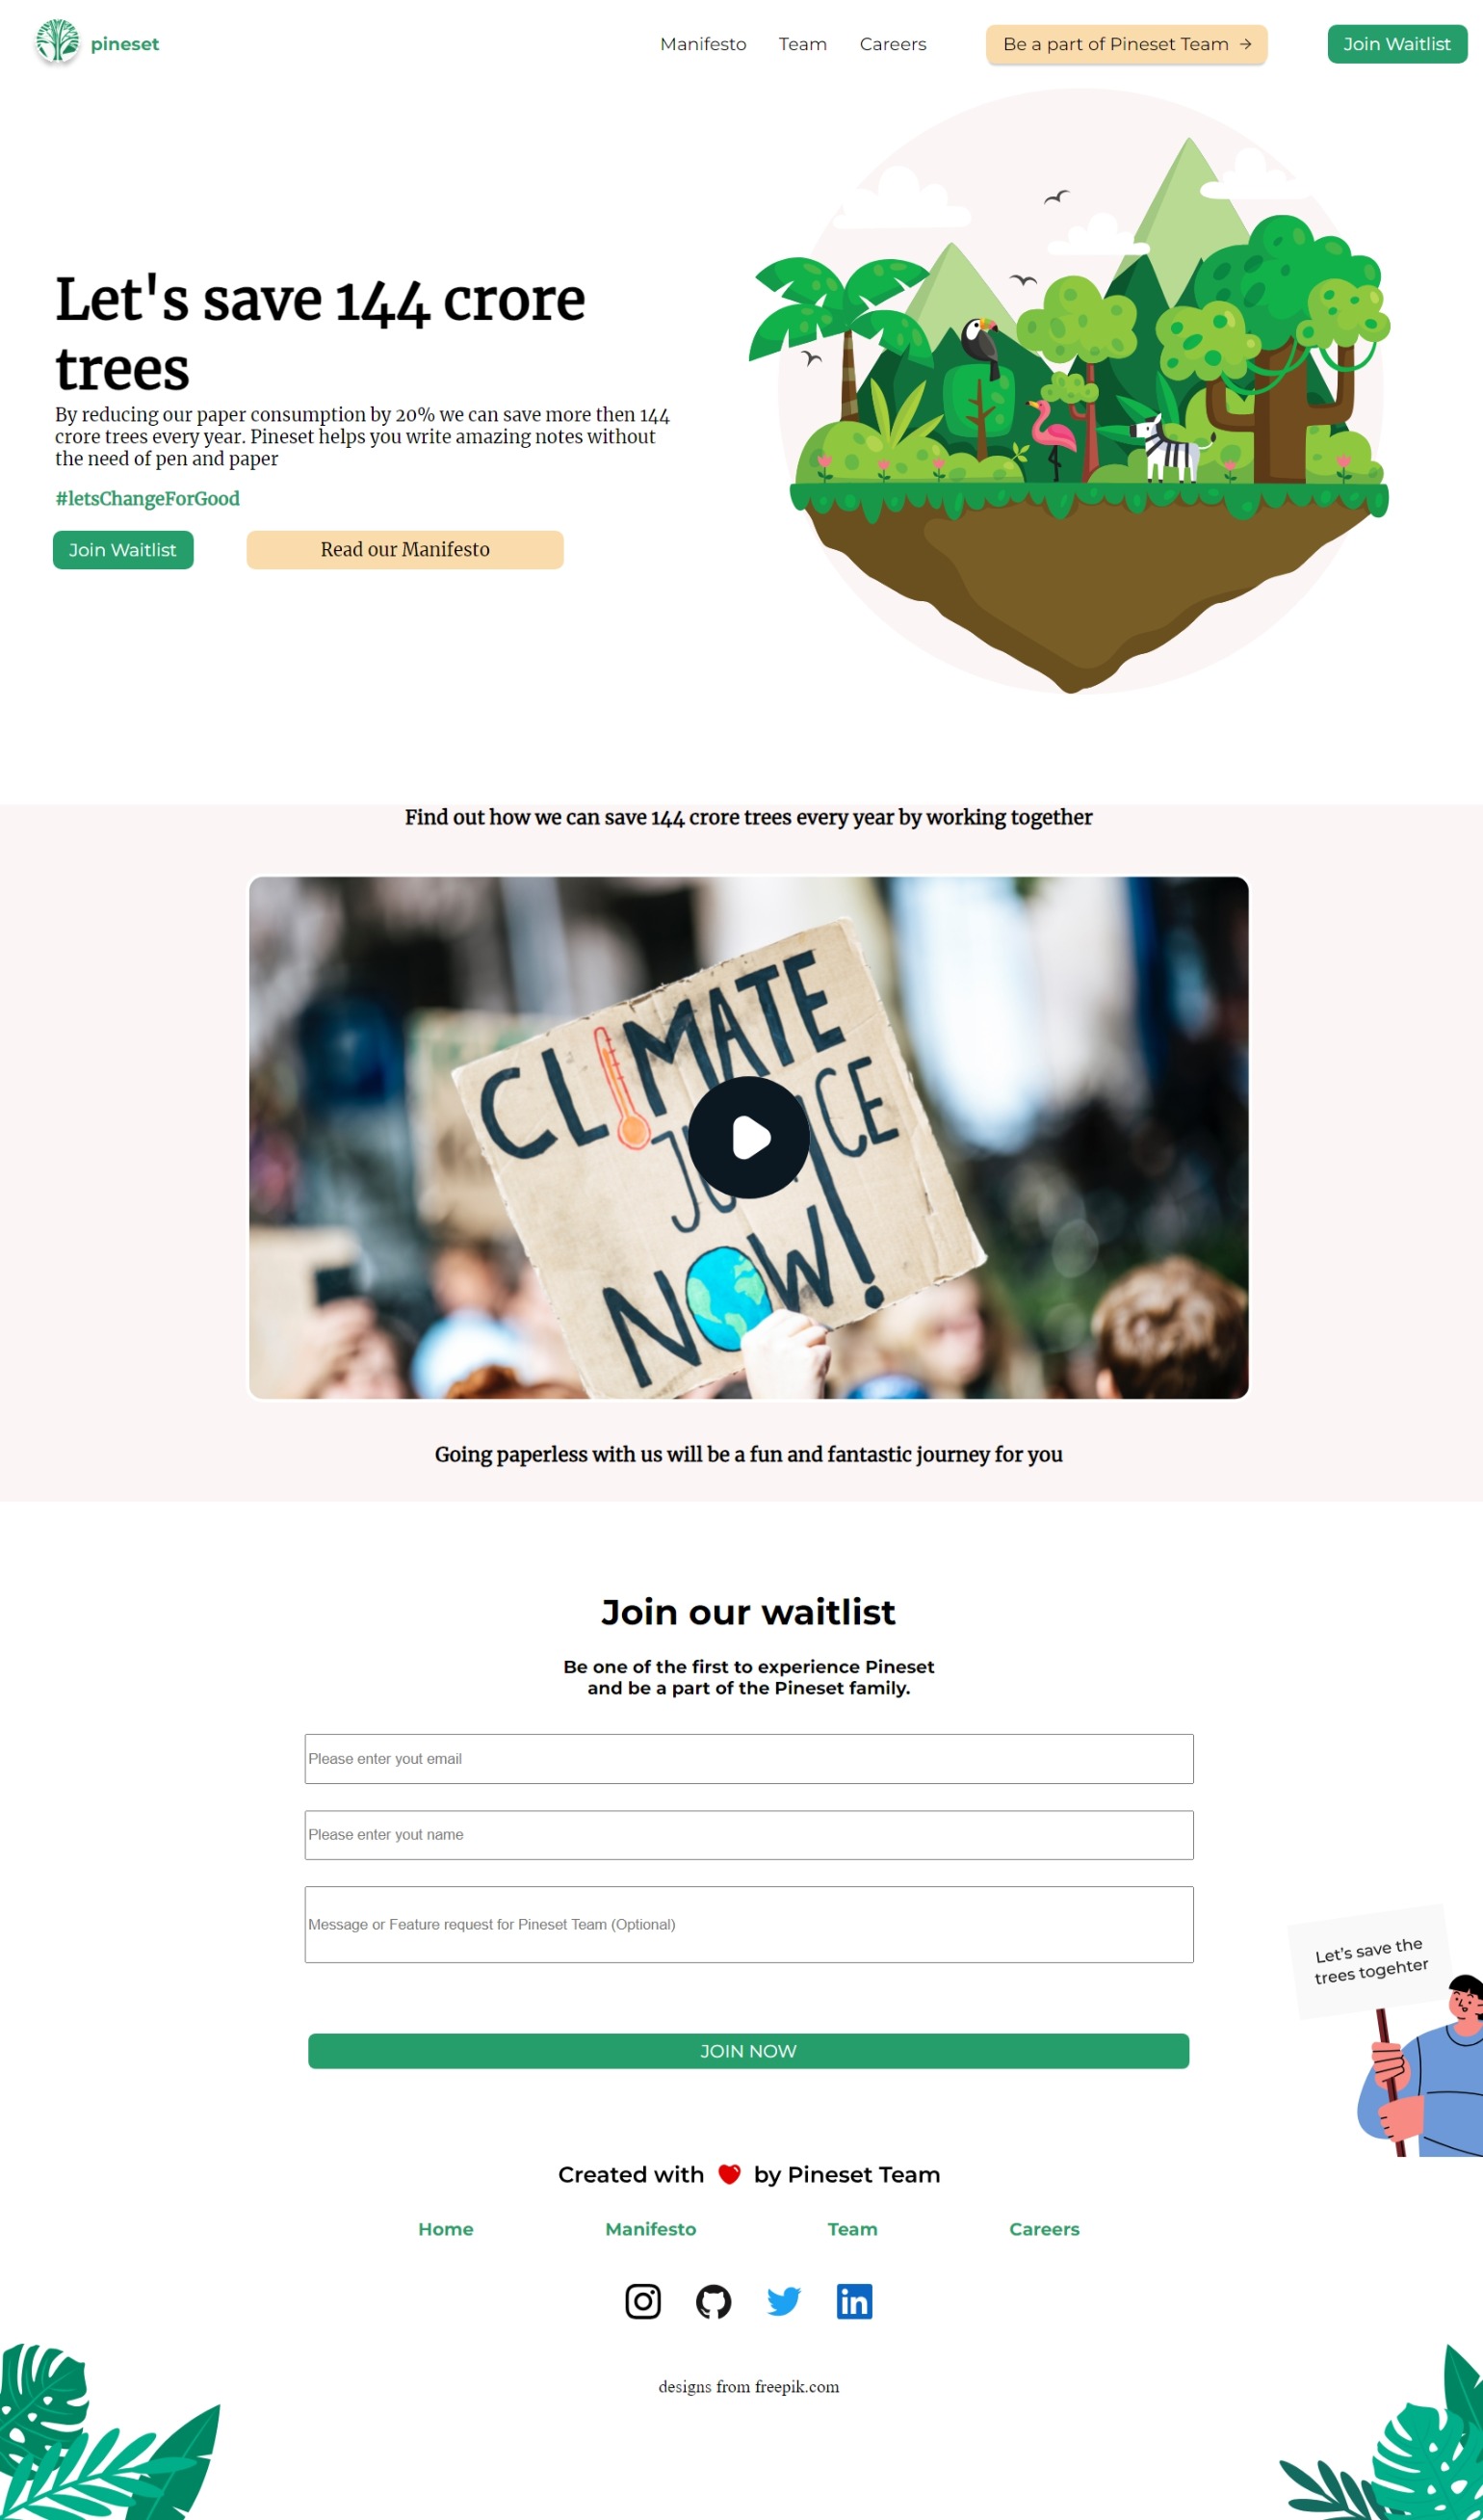 pineset
Manifesto
Team
Careers
Be a part of Pineset Team →
Join Waitlist
Let's save 144 crore
trees
By reducing our paper consumption by 20% we can save more then 144
crore trees every year. Pineset helps you write amazing notes without
the need of pen and paper
#letsChangeForGood
Join Waitlist
Read our Manifesto
Find out how we can save 144 crore trees every year by working together
CLIMATE
JUSTICE
NOW!
Going paperless with us will be a fun and fantastic journey for you
Join our waitlist
Be one of the first to experience Pineset
and be a part of the Pineset family.
Please enter yout email
Please enter yout name
Message or Feature request for Pineset Team (Optional)
Let's save the
trees togehter
JOIN NOW
Created with ❤ by Pineset Team
Home
Manifesto
Team
Careers
in
designs from freepik.com